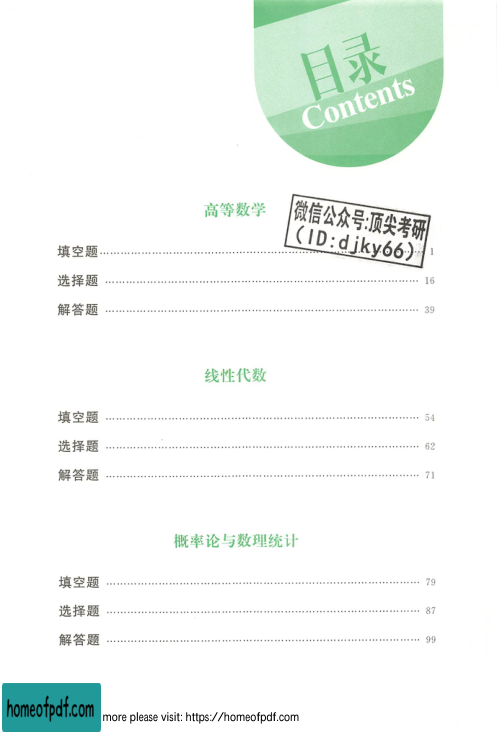 目录
Contents
高等数学
微信公众号:顶尖考研
(ID:djky66)
填空题 1
选择题 16
解答题 39
线性代数
填空题 54
选择题 62
解答题 71
概率论与数理统计
填空题 79
选择题 87
解答题 99
homeofpdf.com
more please visit: https://homeofpdf.com